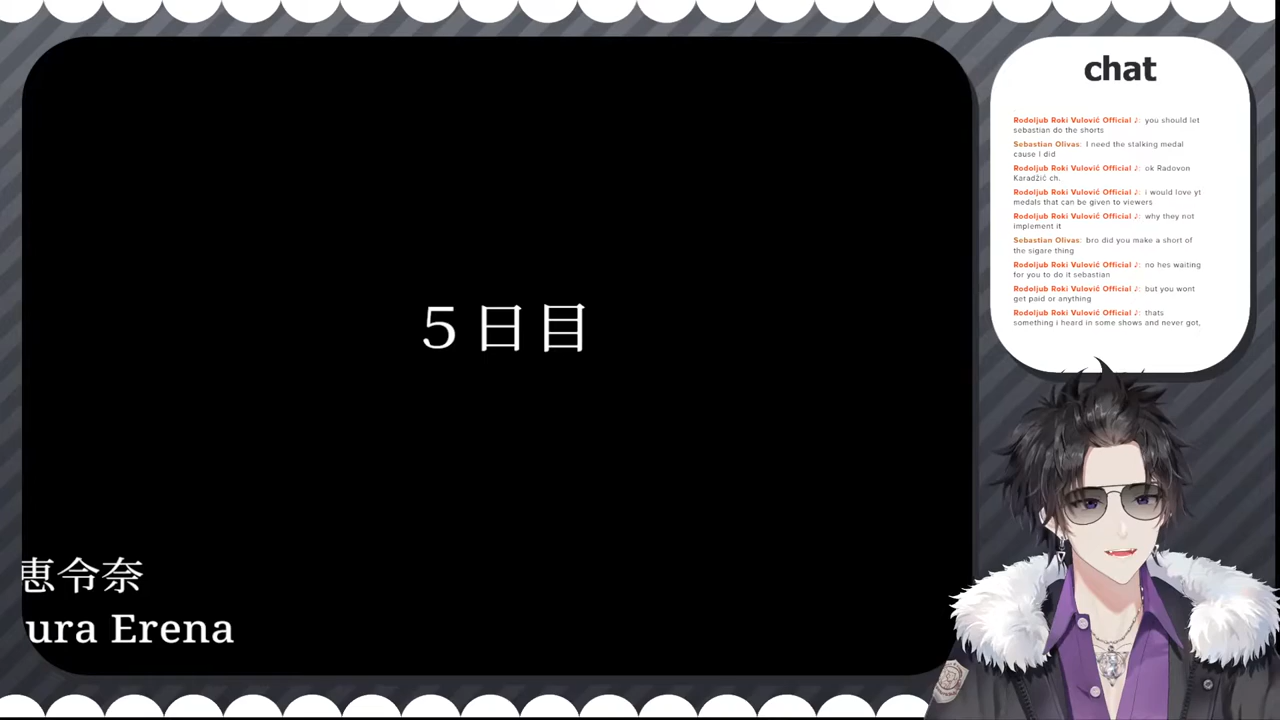 5日目
恵令奈
ura Erena
chat
Rodoljub Roki Vulović Official ♪: you should let
sebastian do the shorts
Sebastian Olivas: I need the stalking medal
cause I did
Rodoljub Roki Vulović Official ♪: ok Radovon
Karadžić ch.
Rodoljub Roki Vulović Official ♪: i would love yt
medals that can be given to viewers
Rodoljub Roki Vulović Official ♪: why they not
implement it
Sebastian Olivas: bro did you make a short of
the sigare thing
Rodoljub Roki Vulović Official ♪: no hes waiting
for you to do it sebastian
Rodoljub Roki Vulović Official ♪: but you wont
get paid or anything
Rodoljub Roki Vulović Official ♪: thats
something i heard in some shows and never got,